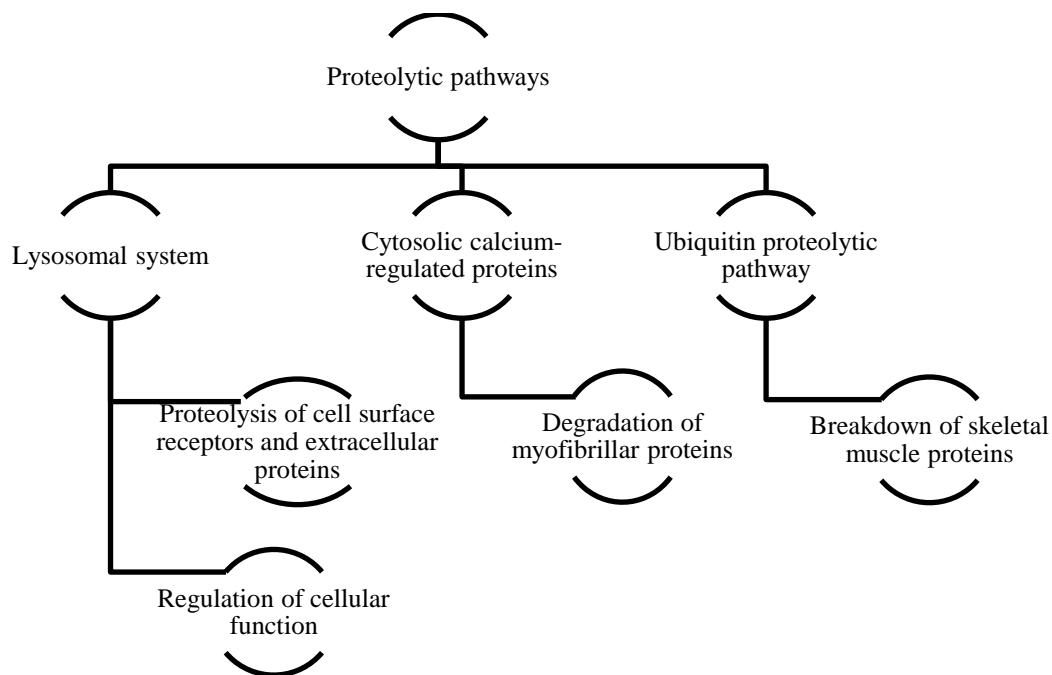 Proteolytic pathways
Lysosomal system
Cytosolic calcium-
regulated proteins
Ubiquitin proteolytic
pathway
Proteolysis of cell surface
receptors and extracellular
proteins
Degradation of
myofibrillar proteins
Breakdown of skeletal
muscle proteins
Regulation of cellular
function